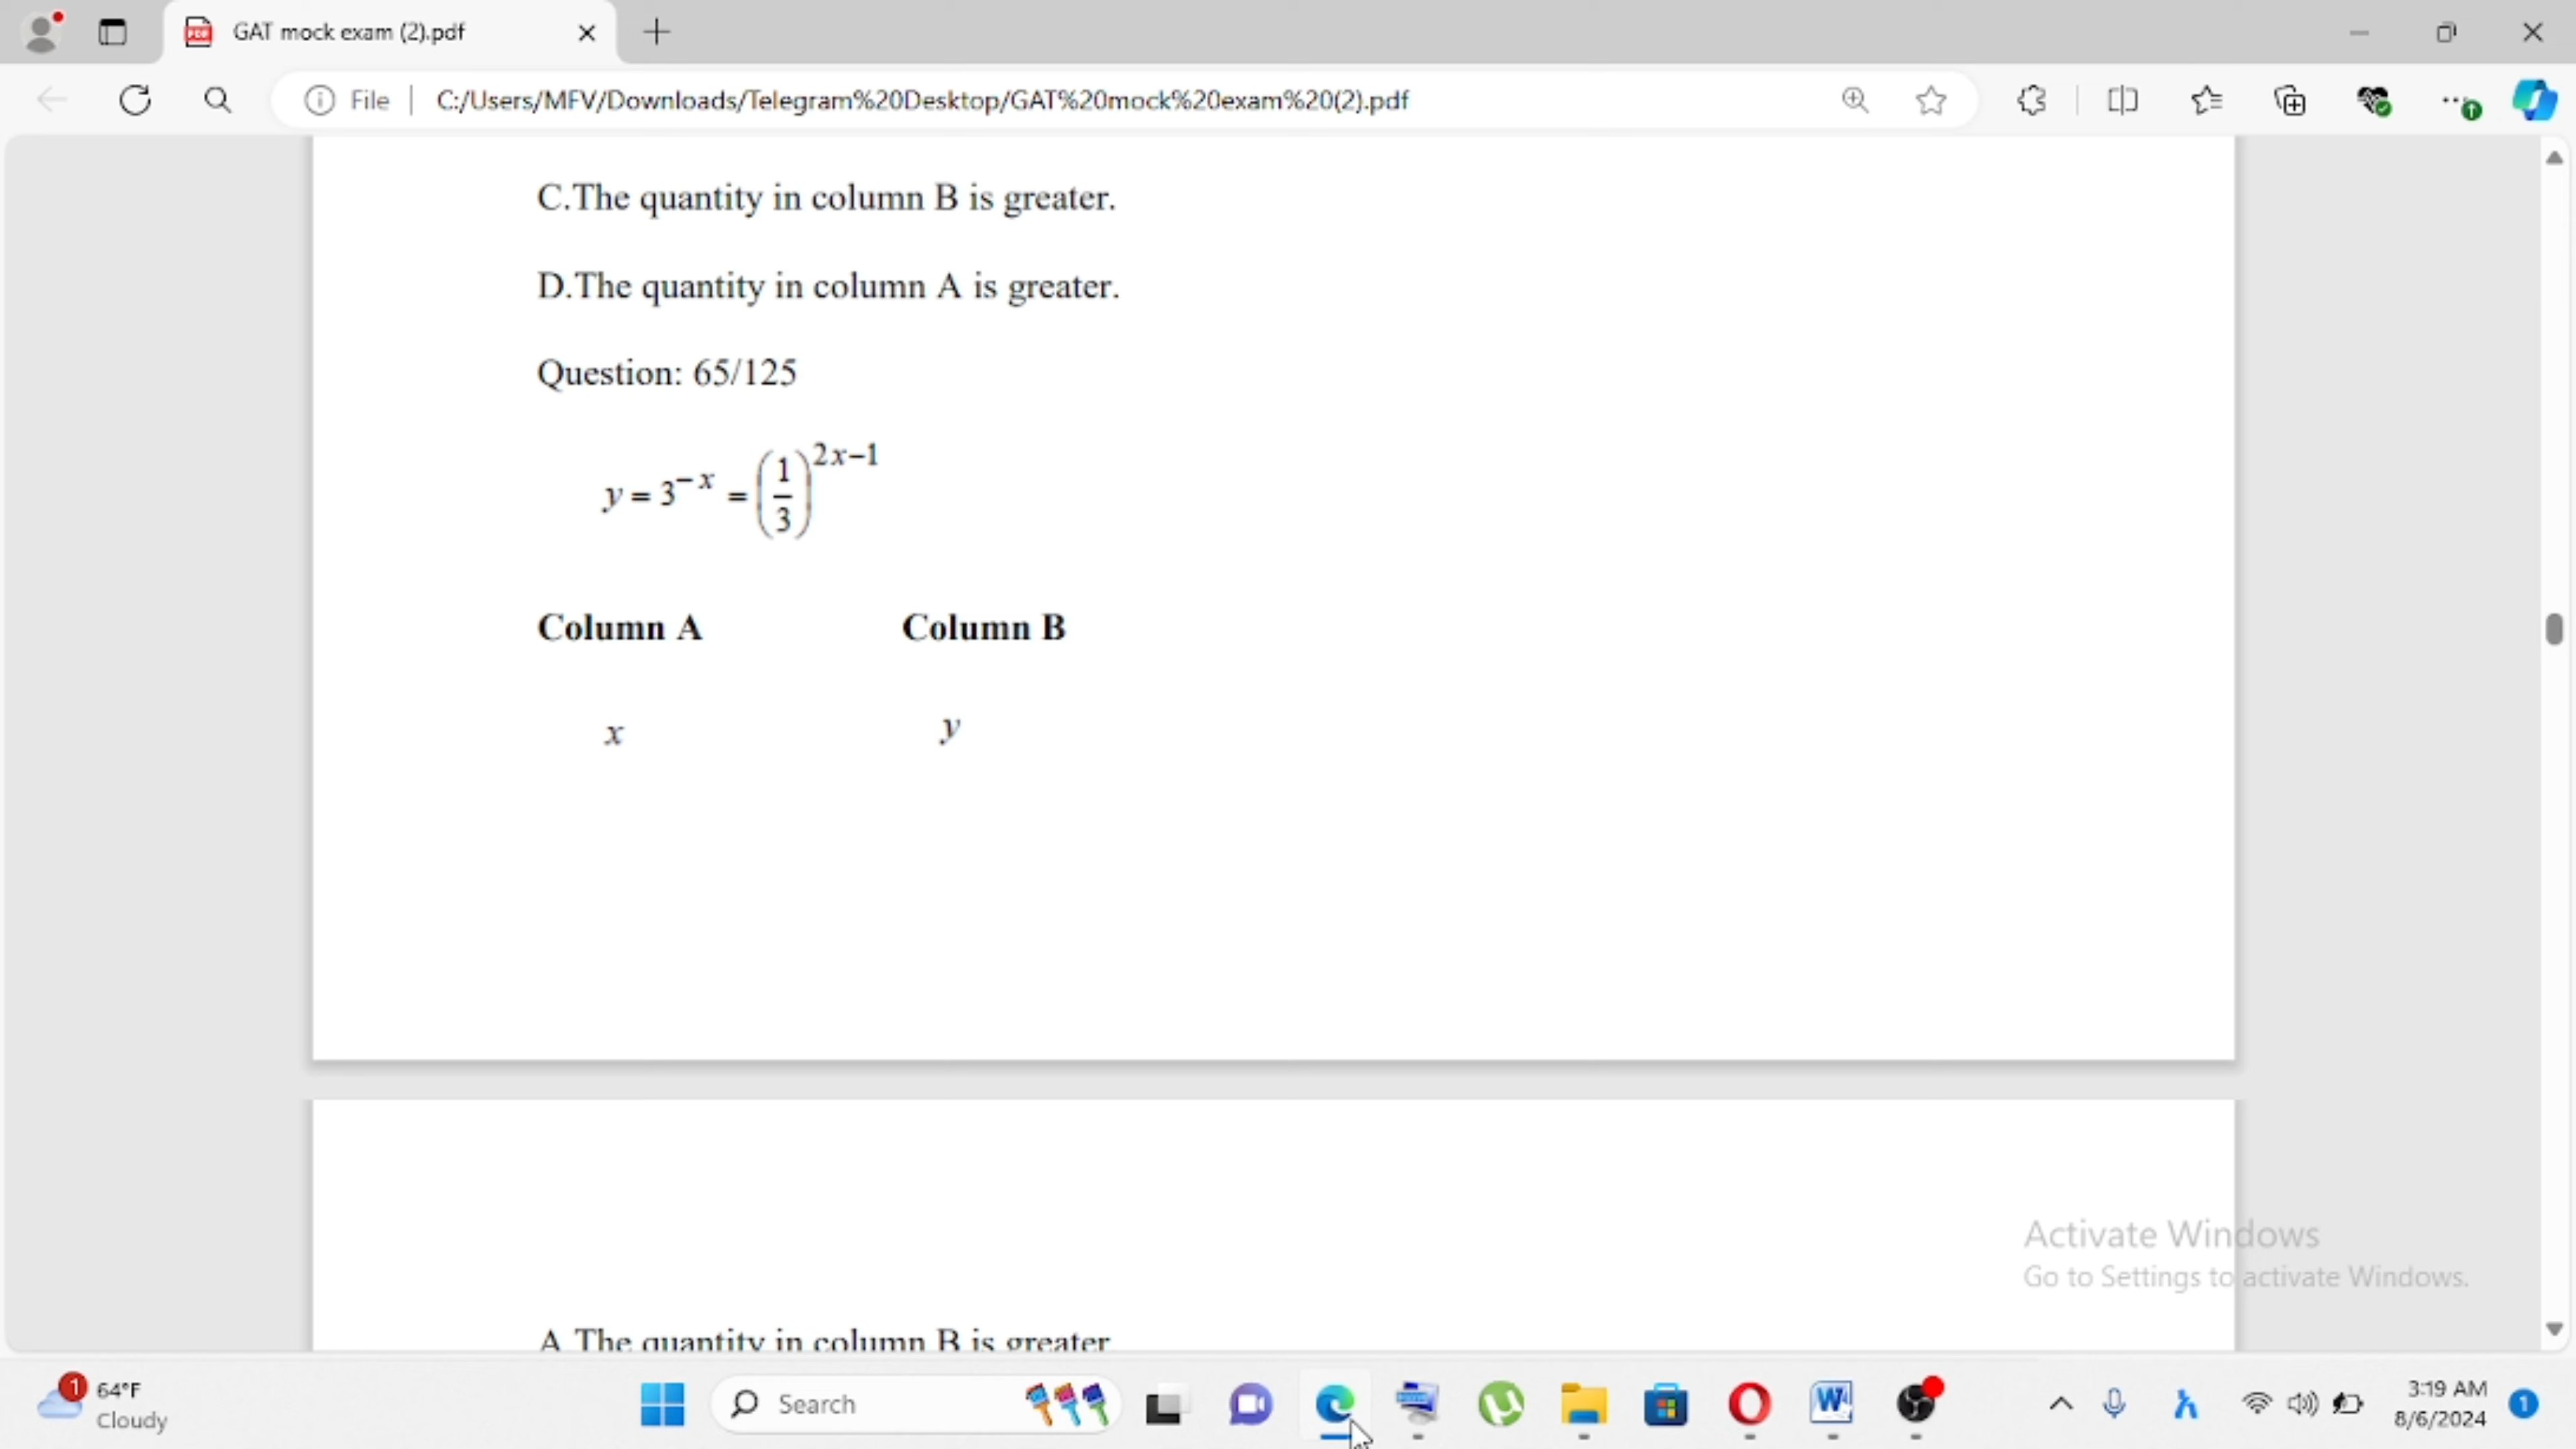 GAT mock exam (2).pdf
File
C:/Users/MFV/Downloads/Telegram%20Desktop/GAT%20mock%20exam%20(2).pdf
C.The quantity in column B is greater.
D.The quantity in column A is greater.
Question: 65/125
y = 3^{-x} = (1/3)^{2x-1}
Column A Column B
x y
Activate Windows
Go to Settings to activate Windows.
A.The quantity in column B is greater
1
64°F
Cloudy
Search
3:19 AM
8/6/2024
1